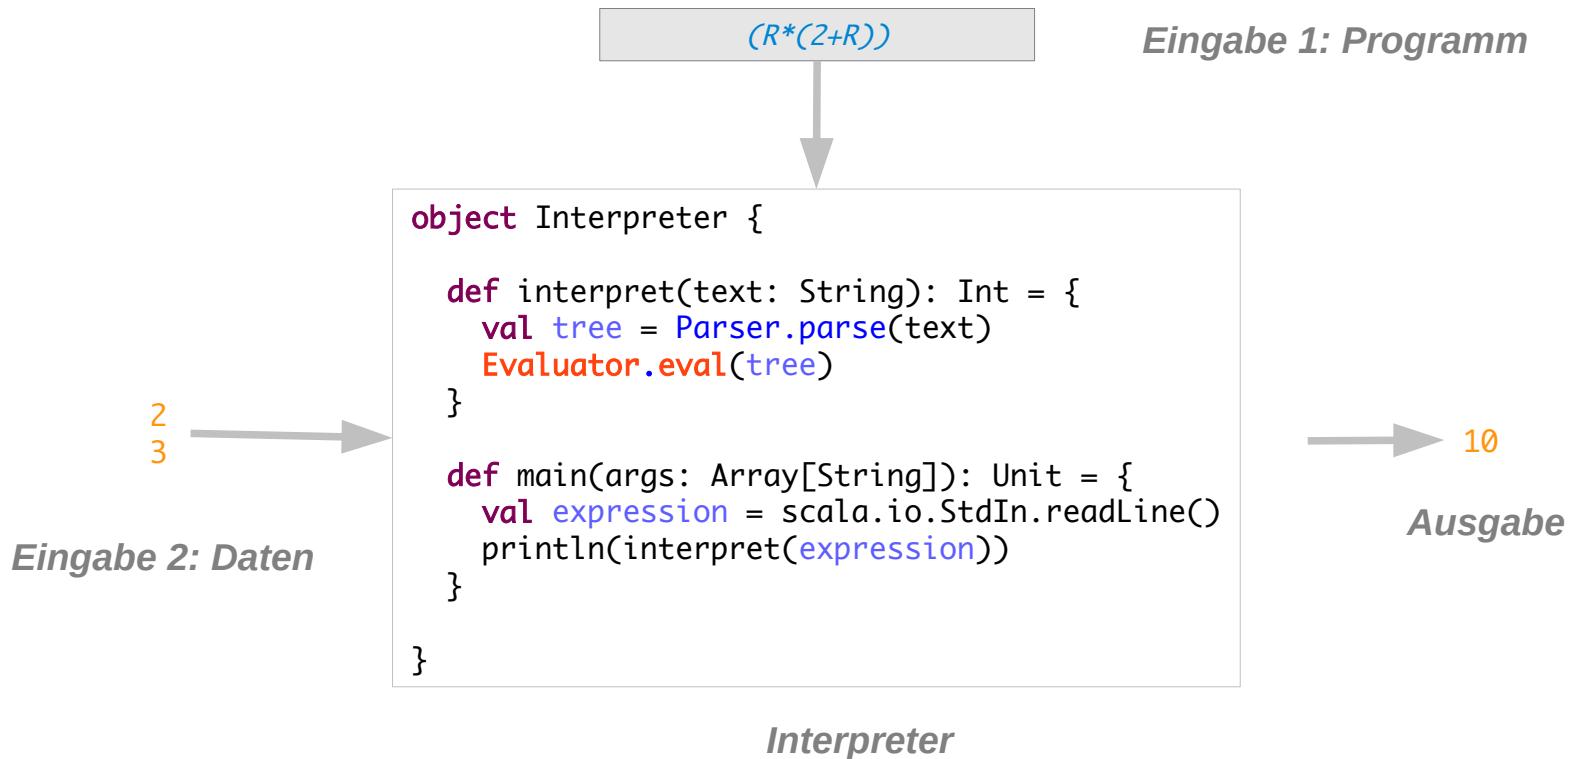 (R*(2+R))
Eingabe 1: Programm
object Interpreter {
def interpret(text: String): Int = {
val tree = Parser.parse(text)
Evaluator.eval(tree)
}
def main(args: Array[String]): Unit = {
val expression = scala.io.StdIn.readLine()
println(interpret(expression))
}
}
2
3
Eingabe 2: Daten
10
Ausgabe
Interpreter